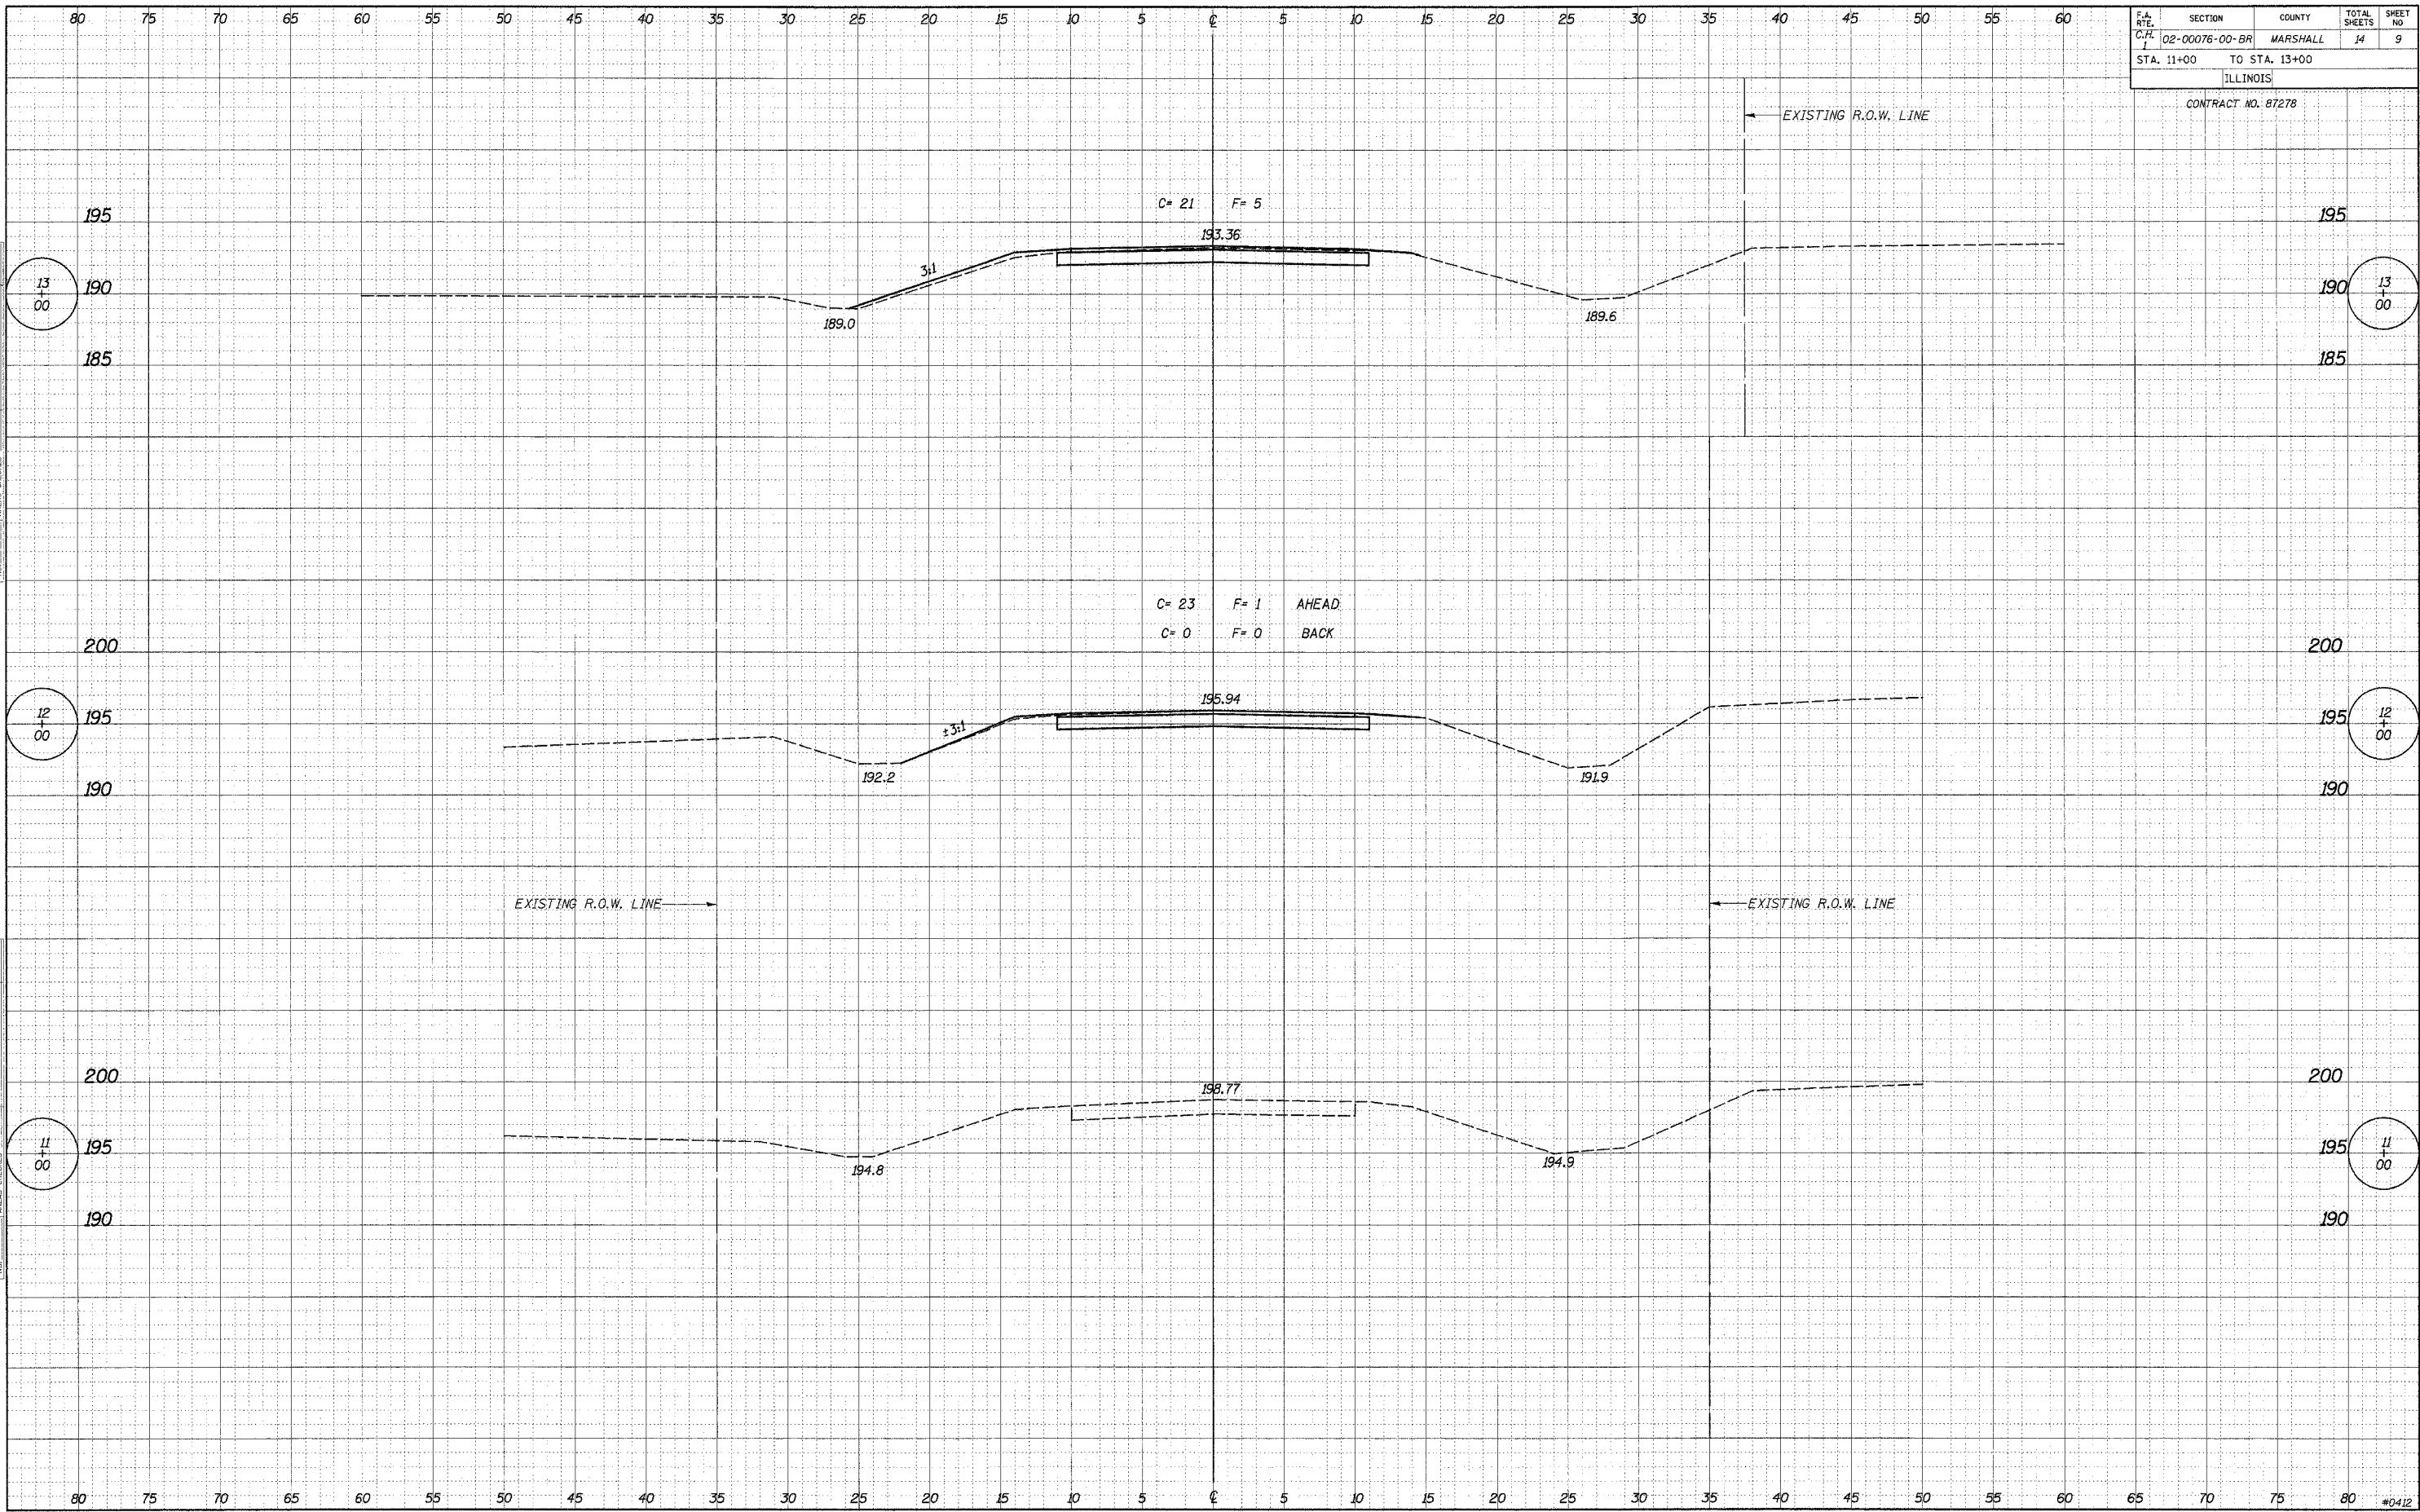 80 75 70 65 60 55 50 45 40 35 30 25 20 15 10 5 ℄ 5 10 15 20 25 30 35 40 45 50 55 60
F.A. RTE. SECTION COUNTY TOTAL SHEETS SHEET NO
C.H. 1 02-00076-00-BR MARSHALL 14 9
STA. 11+00 TO STA. 13+00
ILLINOIS
CONTRACT NO. 87278
EXISTING R.O.W. LINE
C= 21 F= 5
195 195
193.36
3:1
13+00 190 190 13+00
189.0 189.6
185 185
C= 23 F= 1 AHEAD
C= 0 F= 0 BACK
200 200
195.94
12+00 195 ±3:1 195 12+00
192.2 191.9
190 190
EXISTING R.O.W. LINE EXISTING R.O.W. LINE
200 200
198.77
11+00 195 195 11+00
194.8 194.9
190 190
80 75 70 65 60 55 50 45 40 35 30 25 20 15 10 5 ℄ 5 10 15 20 25 30 35 40 45 50 55 60 65 70 75 80
#0412